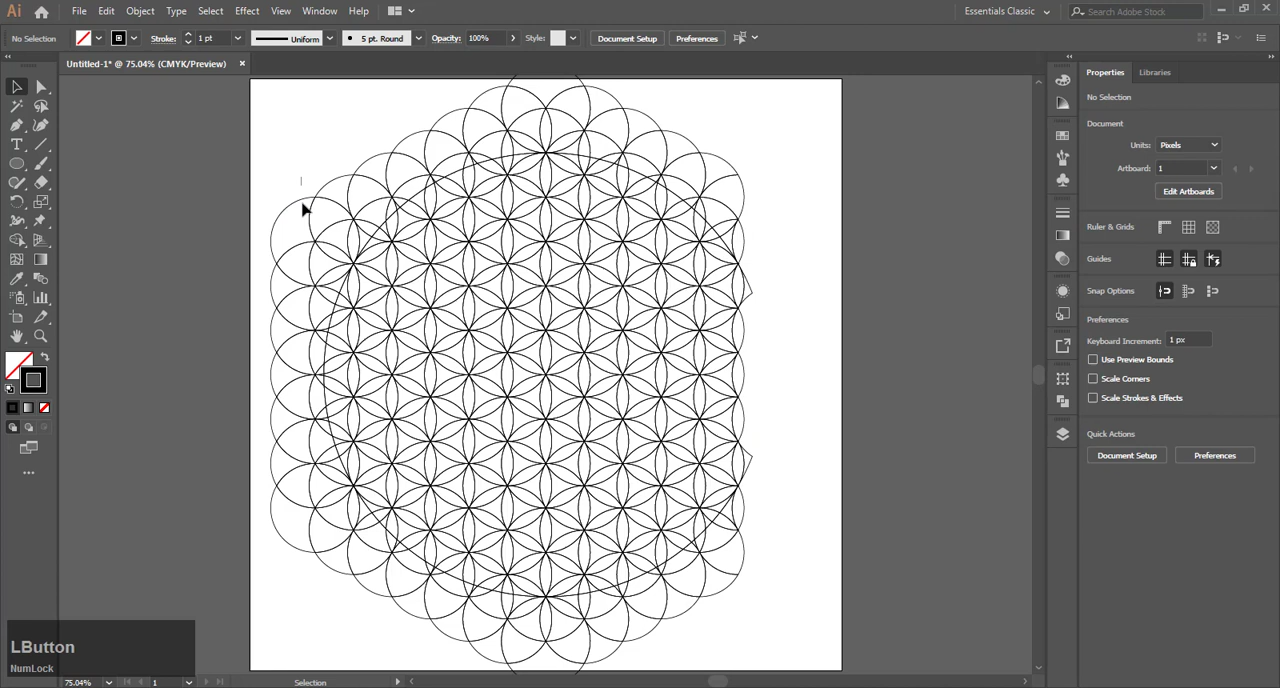 Ai File Edit Object Type Select Effect View Window Help Essentials Classic Search Adobe Stock
No Selection Stroke: 1 pt Uniform 5 pt. Round Opacity: 100% Style: Document Setup Preferences
Untitled-1* @ 75.04% (CMYK/Preview)
Properties Libraries
No Selection
Document
Units: Pixels
Artboard: 1
Edit Artboards
Ruler & Grids
Guides
Snap Options
Preferences
Keyboard Increment: 1 px
Use Preview Bounds
Scale Corners
Scale Strokes & Effects
Quick Actions
Document Setup Preferences
LButton
NumLock
75.04% 1 Selection